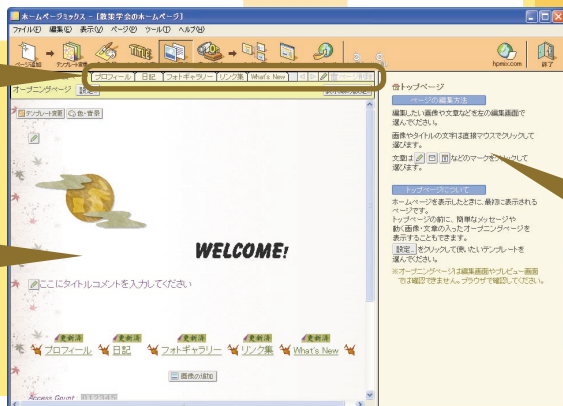 ホームページミックス - [散策学会のホームページ]
ファイル(F) 編集(E) 表示(V) ページ(P) ツール(T) ヘルプ(H)
ページ追加 テンプレート変更
hpmix.com 終了
プロフィール 日記 フォトギャラリー リンク集 What's New ページ削除
オープニングページ 設定..
テンプレート変更 色・背景
WELCOME!
ここにタイトルコメントを入力してください
更新済 更新済 更新済 更新済 更新済
プロフィール 日記 フォトギャラリー リンク集 What's New
画像の追加
Access Count
トップページ
ページの編集方法
編集したい画像や文章などを左の編集画面で
選んでください。
画像やタイトルの文字は直接マウスでクリックして
選びます。
文章は などのマークをクリックして
選びます。
トップページについて
ホームページを表示したときに、最初に表示される
ページです。
トップページの前に、簡単なメッセージや
動く画像・文章の入ったオープニングページを
表示することもできます。
設定.. をクリックして使いたいテンプレートを
選んでください。
※オープニングページは編集画面やプレビュー画面
では確認できません。ブラウザで確認してください。